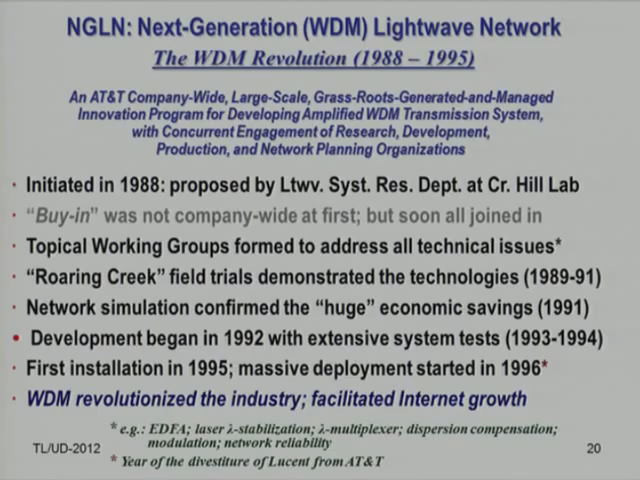 NGLN: Next-Generation (WDM) Lightwave Network
The WDM Revolution (1988 – 1995)
An AT&T Company-Wide, Large-Scale, Grass-Roots-Generated-and-Managed
Innovation Program for Developing Amplified WDM Transmission System,
with Concurrent Engagement of Research, Development,
Production, and Network Planning Organizations
· Initiated in 1988: proposed by Ltwv. Syst. Res. Dept. at Cr. Hill Lab
· “Buy-in” was not company-wide at first; but soon all joined in
· Topical Working Groups formed to address all technical issues*
· “Roaring Creek” field trials demonstrated the technologies (1989-91)
· Network simulation confirmed the “huge” economic savings (1991)
• Development began in 1992 with extensive system tests (1993-1994)
· First installation in 1995; massive deployment started in 1996*
· WDM revolutionized the industry; facilitated Internet growth
* e.g.: EDFA; laser λ-stabilization; λ-multiplexer; dispersion compensation;
modulation; network reliability
TL/UD-2012
20
* Year of the divestiture of Lucent from AT&T